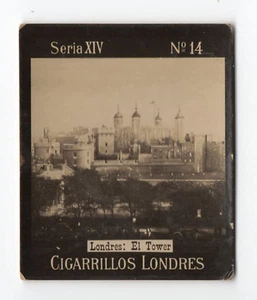 Seria XIV Nº 14
Londres: El Tower
CIGARRILLOS LONDRES